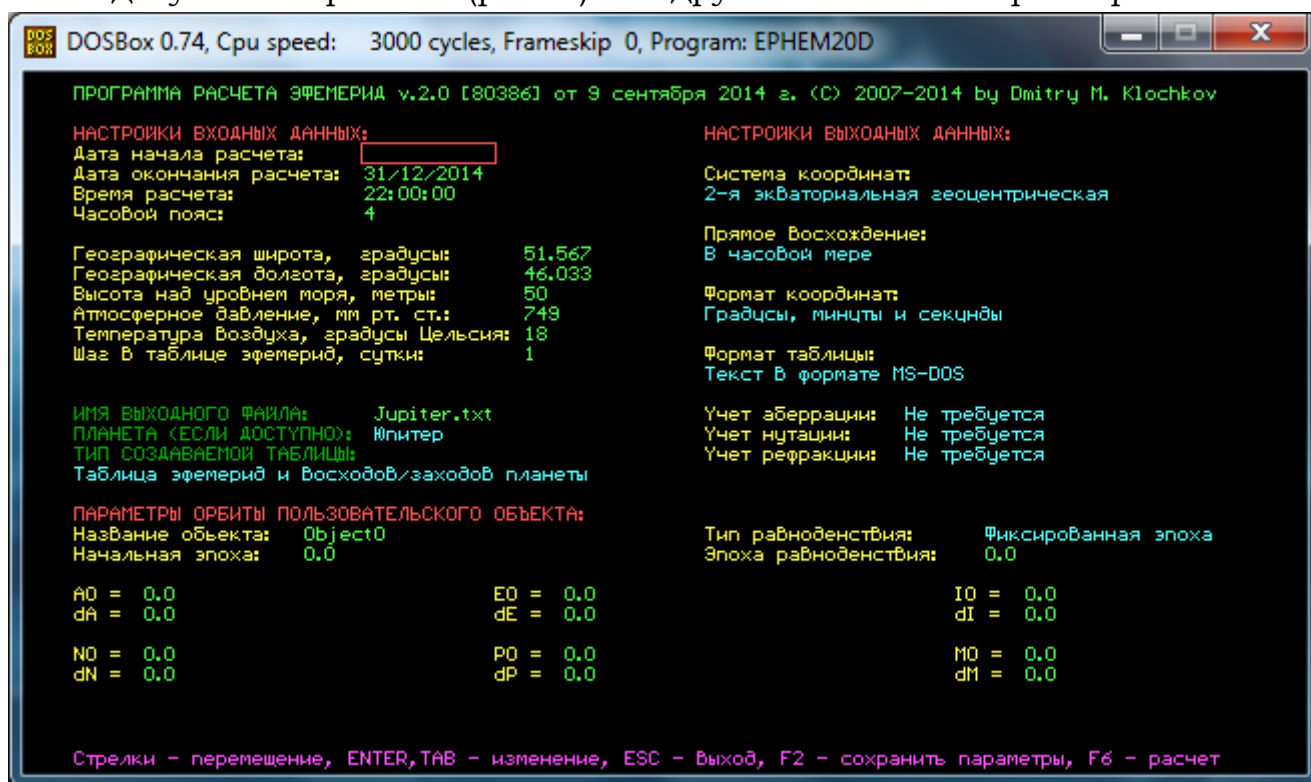 DOSBox 0.74, Cpu speed: 3000 cycles, Frameskip 0, Program: EPHEM20D
ПРОГРАММА РАСЧЕТА ЭФЕМЕРИД v.2.0 [80386] от 9 сентября 2014 г. (C) 2007-2014 by Dmitry M. Klochkov
НАСТРОЙКИ ВХОДНЫХ ДАННЫХ:
Дата начала расчета:
Дата окончания расчета: 31/12/2014
Время расчета: 22:00:00
Часовой пояс: 4
Географическая широта, градусы: 51.567
Географическая долгота, градусы: 46.033
Высота над уровнем моря, метры: 50
Атмосферное давление, мм рт. ст.: 749
Температура воздуха, градусы Цельсия: 18
Шаг в таблице эфемерид, сутки: 1
НАСТРОЙКИ ВЫХОДНЫХ ДАННЫХ:
Система координат:
2-я экваториальная геоцентрическая
Прямое восхождение:
В часовой мере
Формат координат:
Градусы, минуты и секунды
Формат таблицы:
Текст в формате MS-DOS
ИМЯ ВЫХОДНОГО ФАЙЛА: Jupiter.txt
ПЛАНЕТА (ЕСЛИ ДОСТУПНО): Юпитер
ТИП СОЗДАВАЕМОЙ ТАБЛИЦЫ:
Таблица эфемерид и восходов/заходов планеты
Учет аберрации: Не требуется
Учет нутации: Не требуется
Учет рефракции: Не требуется
ПАРАМЕТРЫ ОРБИТЫ ПОЛЬЗОВАТЕЛЬСКОГО ОБЪЕКТА:
Название объекта: Object0
Начальная эпоха: 0.0
Тип равноденствия: Фиксированная эпоха
Эпоха равноденствия: 0.0
A0 = 0.0 E0 = 0.0 I0 = 0.0
dA = 0.0 dE = 0.0 dI = 0.0
N0 = 0.0 P0 = 0.0 M0 = 0.0
dN = 0.0 dP = 0.0 dM = 0.0
Стрелки - перемещение, ENTER,TAB - изменение, ESC - Выход, F2 - сохранить параметры, F6 - расчет